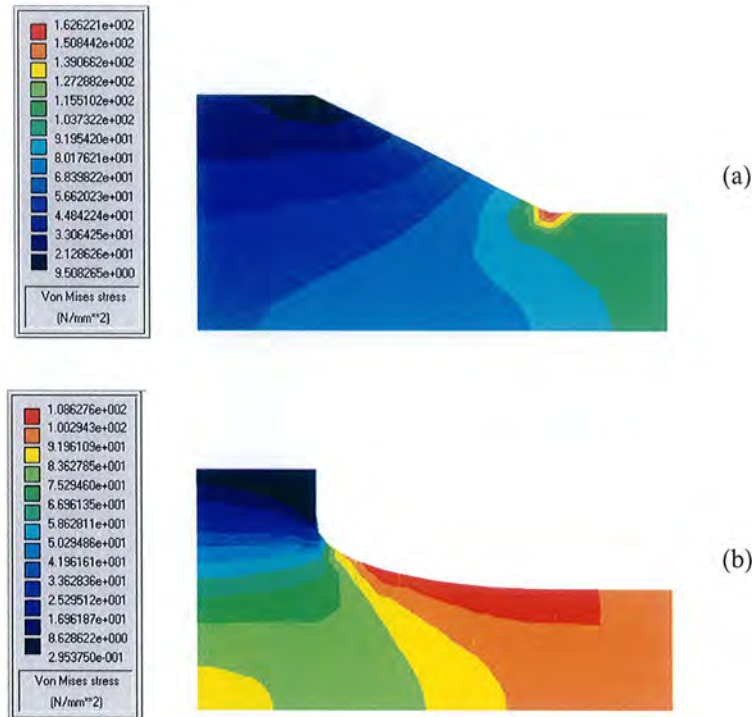 1.626221e+002
1.508442e+002
1.390662e+002
1.272882e+002
1.155102e+002
1.037322e+002
9.195420e+001
8.017621e+001
6.839822e+001
5.662023e+001
4.484224e+001
3.306425e+001
2.128626e+001
9.508265e+000
Von Mises stress
(N/mm**2)
(a)
1.086276e+002
1.002943e+002
9.196109e+001
8.362785e+001
7.529460e+001
6.696135e+001
5.862811e+001
5.029486e+001
4.196161e+001
3.362836e+001
2.529512e+001
1.696187e+001
8.628622e+000
2.953750e-001
Von Mises stress
(N/mm**2)
(b)